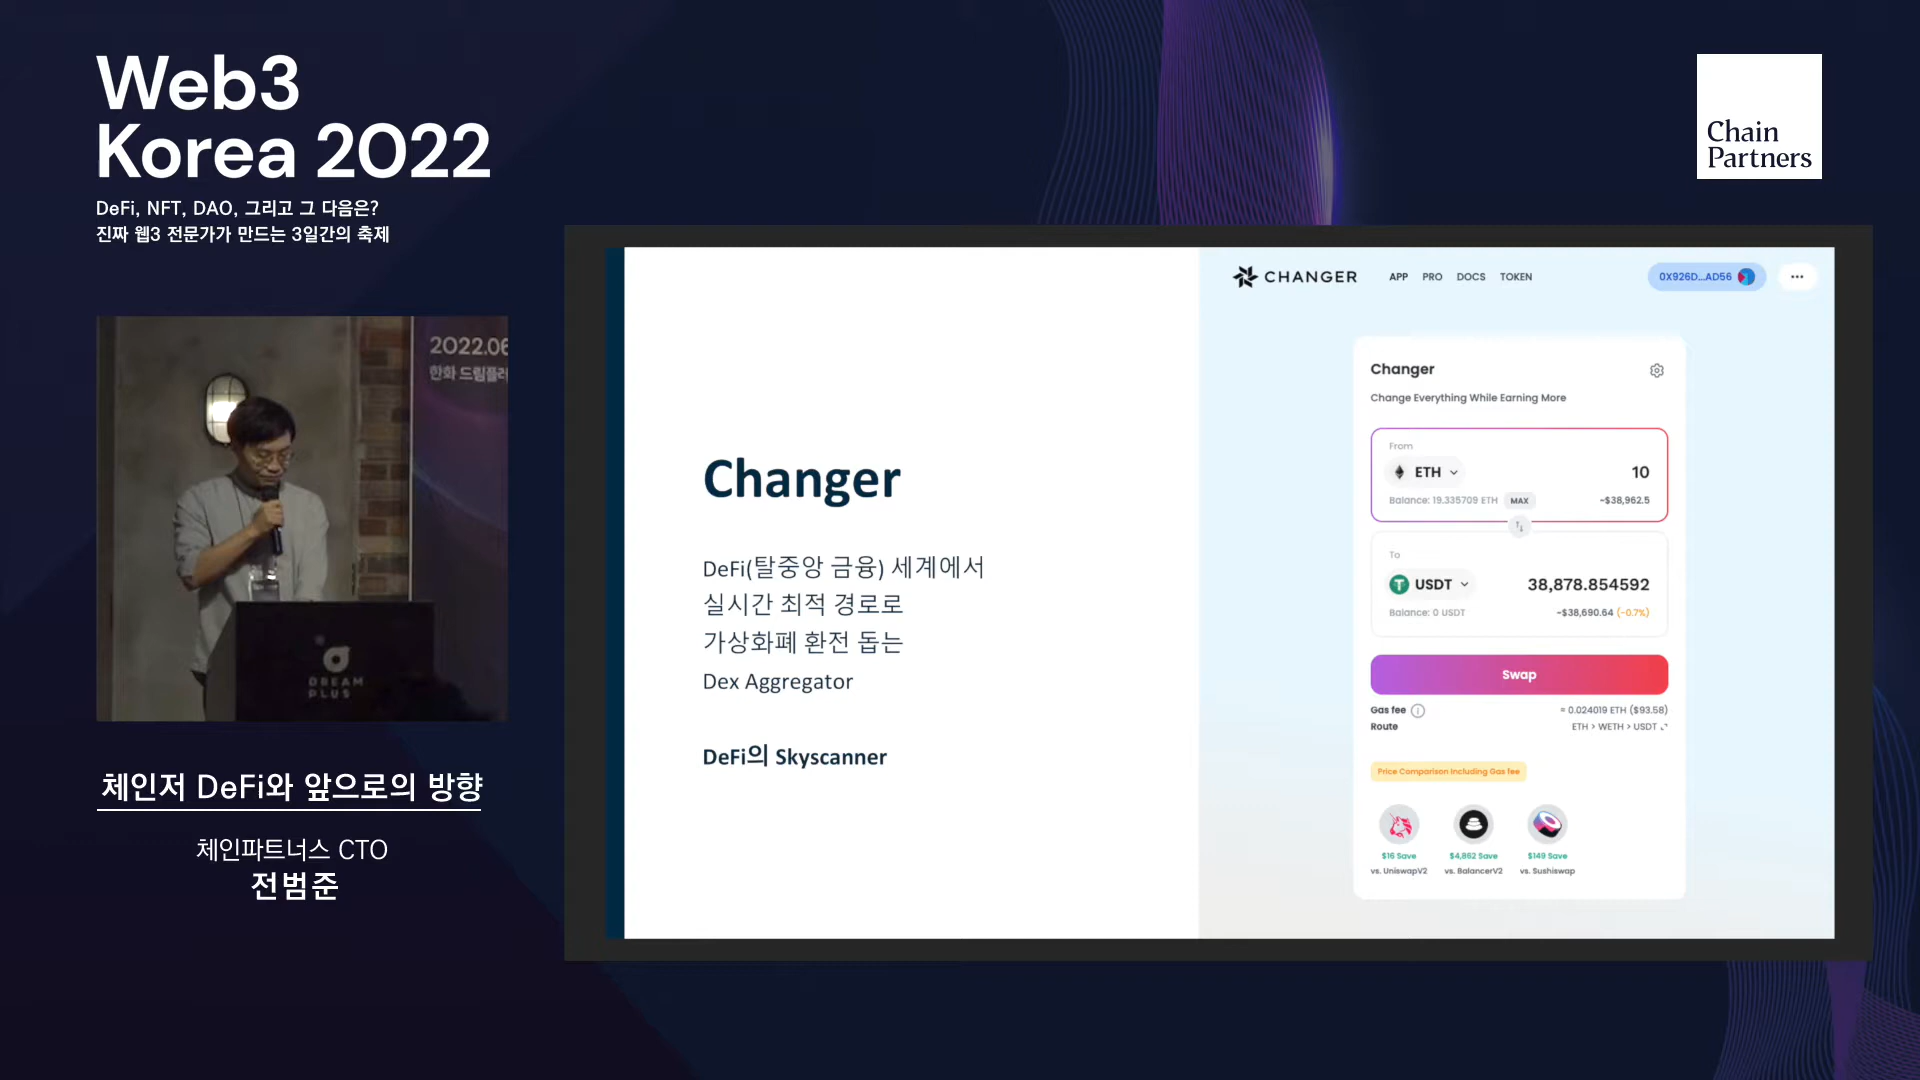 Web3
Korea 2022
DeFi, NFT, DAO, 그리고 그 다음은?
진짜 웹3 전문가가 만드는 3일간의 축제
Chain
Partners
2022.06
한화 드림플러
DREAM
PLUS
체인저 DeFi와 앞으로의 방향
체인파트너스 CTO
전범준
Changer
DeFi(탈중앙 금융) 세계에서
실시간 최적 경로로
가상화폐 환전 돕는
Dex Aggregator
DeFi의 Skyscanner
CHANGER APP PRO DOCS TOKEN 0X926D...AD56 ...
Changer
Change Everything While Earning More
From
ETH 10
Balance: 19.335709 ETH MAX ~$38,962.5
To
USDT 38,878.854592
Balance: 0 USDT ~$38,690.64 (-0.7%)
Swap
Gas fee ≈ 0.024019 ETH ($93.58)
Route ETH > WETH > USDT
Price Comparison Including Gas fee
$16 Save $4,862 Save $149 Save
vs. UniswapV2 vs. BalancerV2 vs. Sushiswap